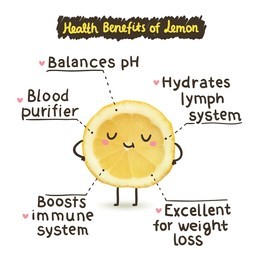 Health Benefits of Lemon
Balances pH
Hydrates
lymph
system
Blood
purifier
Boosts
immune
system
Excellent
for weight
loss